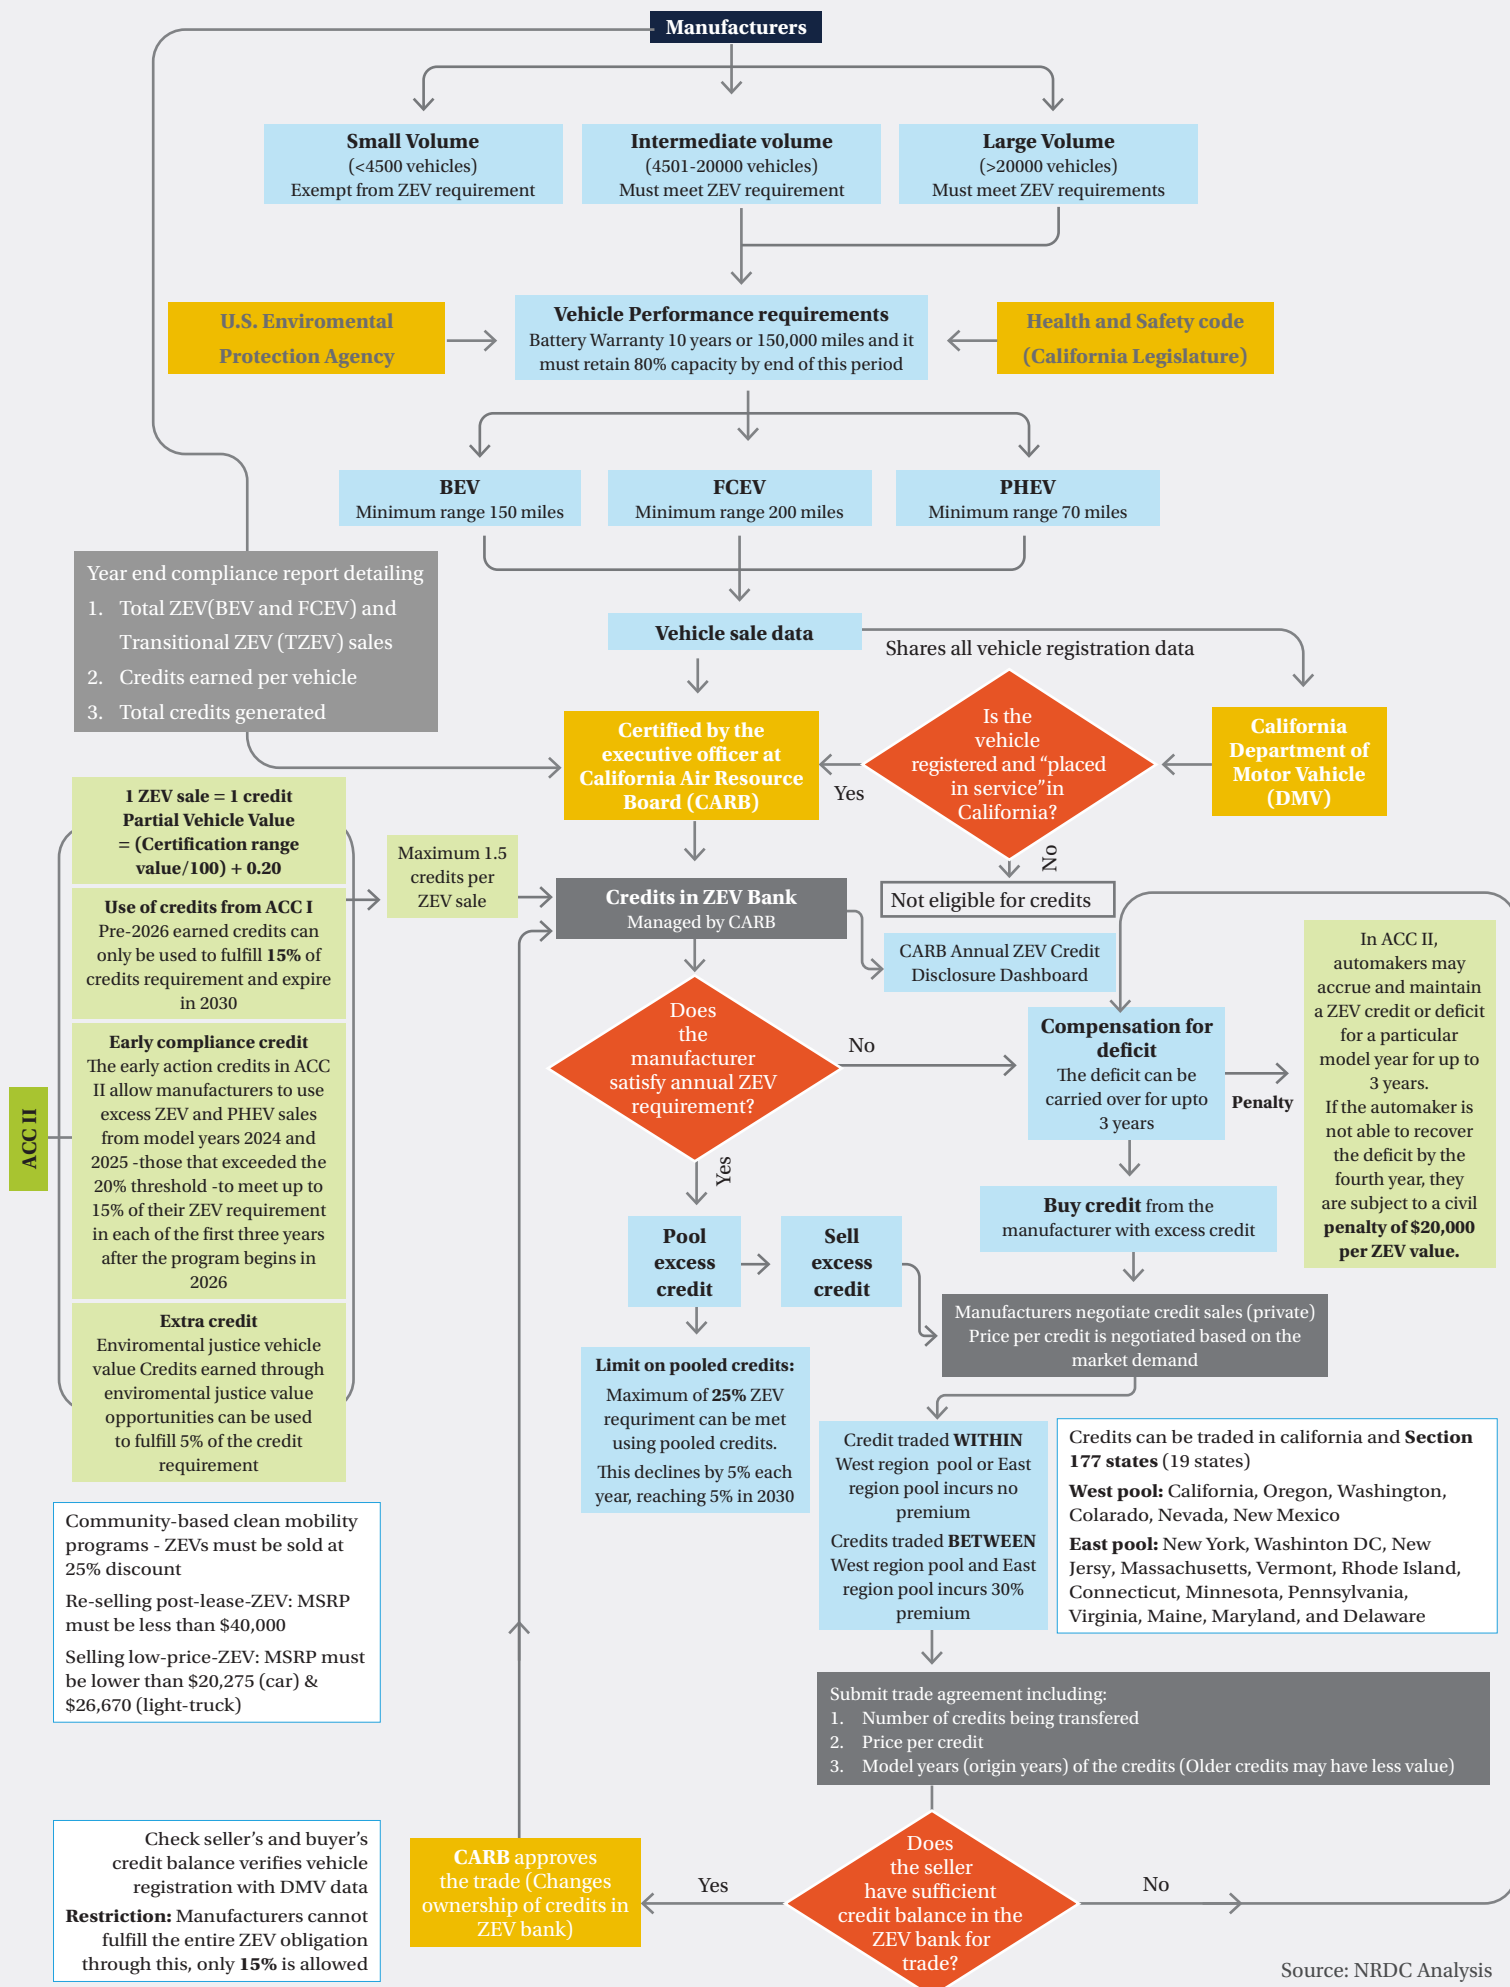 Manufacturers
Small Volume
(<4500 vehicles)
Exempt from ZEV requirement
Intermediate volume
(4501-20000 vehicles)
Must meet ZEV requirement
Large Volume
(>20000 vehicles)
Must meet ZEV requirements
U.S. Enviromental
Protection Agency
Vehicle Performance requirements
Battery Warranty 10 years or 150,000 miles and it
must retain 80% capacity by end of this period
Health and Safety code
(California Legislature)
BEV
Minimum range 150 miles
FCEV
Minimum range 200 miles
PHEV
Minimum range 70 miles
Year end compliance report detailing
1. Total ZEV(BEV and FCEV) and
Transitional ZEV (TZEV) sales
2. Credits earned per vehicle
3. Total credits generated
Vehicle sale data
Shares all vehicle registration data
Certified by the
executive officer at
California Air Resource
Board (CARB)
Yes
Is the
vehicle
registered and “placed
in service”in
California?
California
Department of
Motor Vehicle
(DMV)
No
Not eligible for credits
ACC II
1 ZEV sale = 1 credit
Partial Vehicle Value
= (Certification range
value/100) + 0.20
Use of credits from ACC I
Pre-2026 earned credits can
only be used to fulfill 15% of
credits requirement and expire
in 2030
Early compliance credit
The early action credits in ACC
II allow manufacturers to use
excess ZEV and PHEV sales
from model years 2024 and
2025 -those that exceeded the
20% threshold -to meet up to
15% of their ZEV requirement
in each of the first three years
after the program begins in
2026
Extra credit
Enviromental justice vehicle
value Credits earned through
enviromental justice value
opportunities can be used
to fulfill 5% of the credit
requirement
Maximum 1.5
credits per
ZEV sale
Credits in ZEV Bank
Managed by CARB
CARB Annual ZEV Credit
Disclosure Dashboard
Does
the
manufacturer
satisfy annual ZEV
requirement?
No
Yes
Compensation for
deficit
The deficit can be
carried over for upto
3 years
Penalty
In ACC II,
automakers may
accrue and maintain
a ZEV credit or deficit
for a particular
model year for up to
3 years.
If the automaker is
not able to recover
the deficit by the
fourth year, they
are subject to a civil
penalty of $20,000
per ZEV value.
Buy credit from the
manufacturer with excess credit
Pool
excess
credit
Sell
excess
credit
Manufacturers negotiate credit sales (private)
Price per credit is negotiated based on the
market demand
Limit on pooled credits:
Maximum of 25% ZEV
requriment can be met
using pooled credits.
This declines by 5% each
year, reaching 5% in 2030
Credit traded WITHIN
West region pool or East
region pool incurs no
premium
Credits traded BETWEEN
West region pool and East
region pool incurs 30%
premium
Credits can be traded in california and Section
177 states (19 states)
West pool: California, Oregon, Washington,
Colarado, Nevada, New Mexico
East pool: New York, Washinton DC, New
Jersy, Massachusetts, Vermont, Rhode Island,
Connecticut, Minnesota, Pennsylvania,
Virginia, Maine, Maryland, and Delaware
Community-based clean mobility
programs - ZEVs must be sold at
25% discount
Re-selling post-lease-ZEV: MSRP
must be less than $40,000
Selling low-price-ZEV: MSRP must
be lower than $20,275 (car) &
$26,670 (light-truck)
Submit trade agreement including:
1. Number of credits being transfered
2. Price per credit
3. Model years (origin years) of the credits (Older credits may have less value)
Check seller’s and buyer’s
credit balance verifies vehicle
registration with DMV data
Restriction: Manufacturers cannot
fulfill the entire ZEV obligation
through this, only 15% is allowed
CARB approves
the trade (Changes
ownership of credits in
ZEV bank)
Yes
Does
the seller
have sufficient
credit balance in the
ZEV bank for
trade?
No
Source: NRDC Analysis